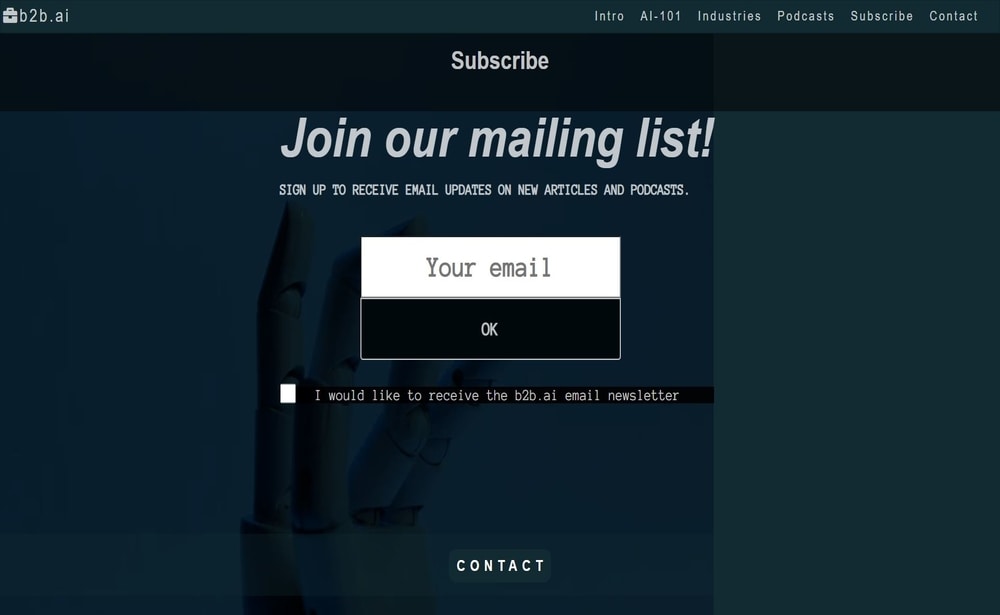 b2b.ai
Intro AI-101 Industries Podcasts Subscribe Contact
Subscribe
Join our mailing list!
SIGN UP TO RECEIVE EMAIL UPDATES ON NEW ARTICLES AND PODCASTS.
Your email
OK
I would like to receive the b2b.ai email newsletter
CONTACT